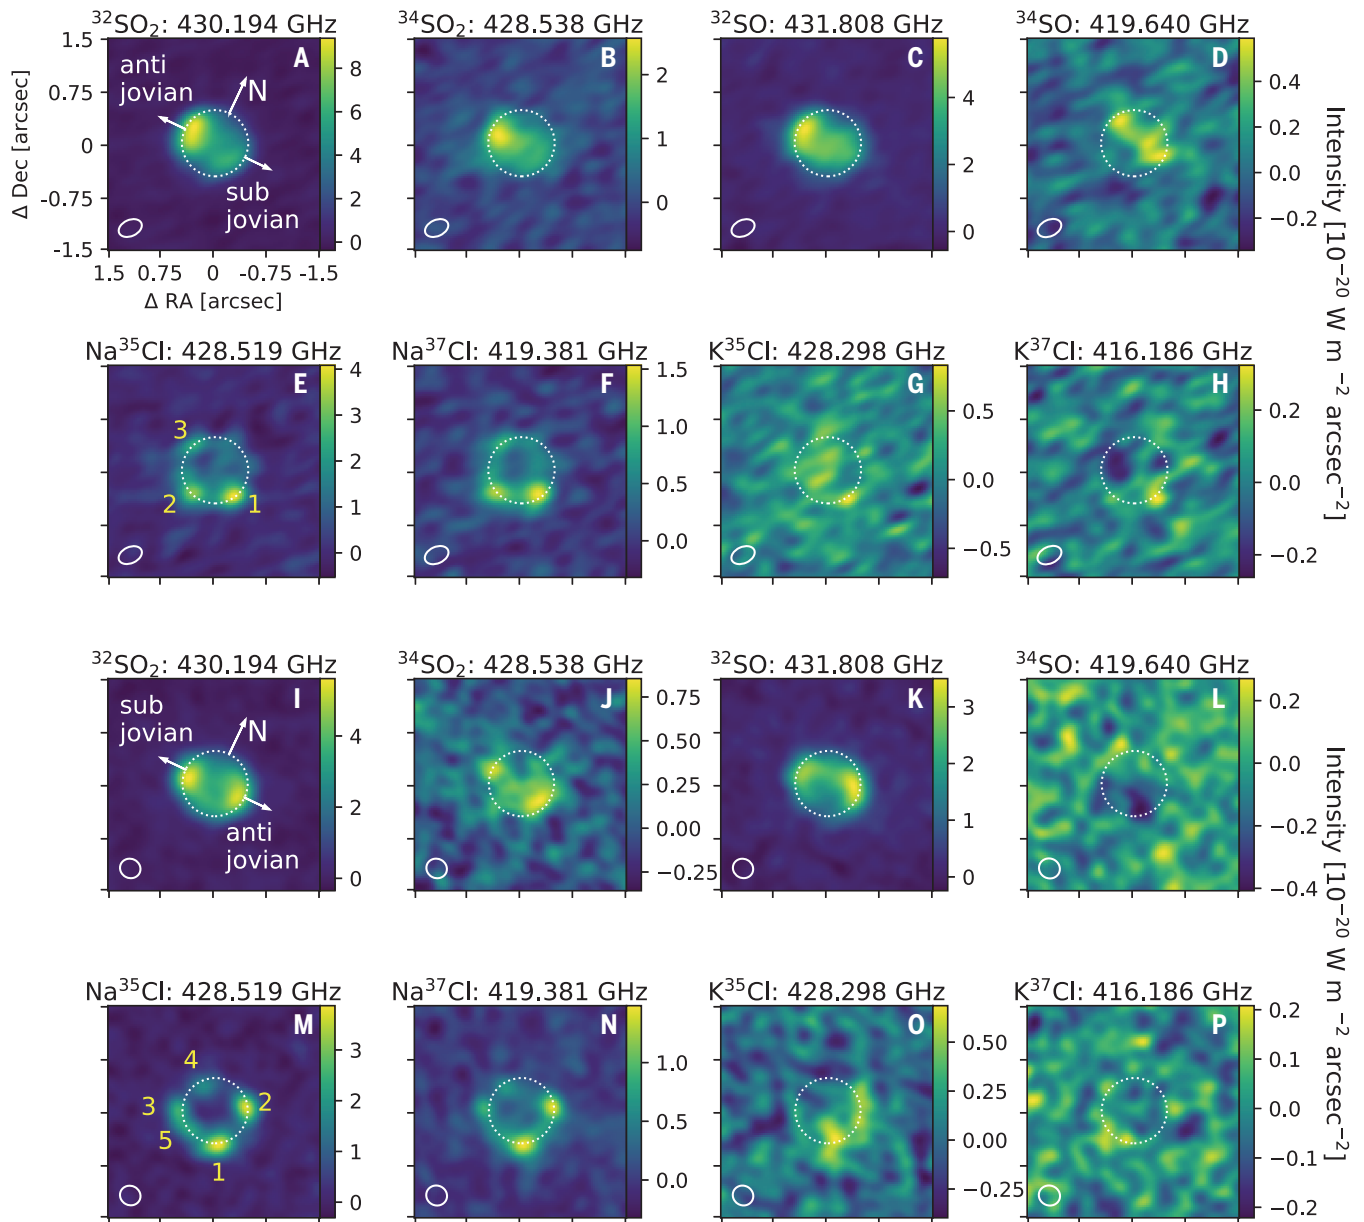 ³²SO₂: 430.194 GHz
³⁴SO₂: 428.538 GHz
³²SO: 431.808 GHz
³⁴SO: 419.640 GHz
A
B
C
D
anti
jovian
N
sub
jovian
1.5
0.75
0
-0.75
-1.5
Δ Dec [arcsec]
1.5 0.75 0 -0.75 -1.5
Δ RA [arcsec]
8
6
4
2
0
2
1
0
4
2
0
0.4
0.2
0.0
−0.2
Intensity [10⁻²⁰ W m ⁻² arcsec⁻²]
Na³⁵Cl: 428.519 GHz
Na³⁷Cl: 419.381 GHz
K³⁵Cl: 428.298 GHz
K³⁷Cl: 416.186 GHz
E
F
G
H
3
2
1
4
3
2
1
0
1.5
1.0
0.5
0.0
0.5
0.0
−0.5
0.2
0.0
−0.2
³²SO₂: 430.194 GHz
³⁴SO₂: 428.538 GHz
³²SO: 431.808 GHz
³⁴SO: 419.640 GHz
I
J
K
L
sub
jovian
N
anti
jovian
4
2
0
0.75
0.50
0.25
0.00
−0.25
3
2
1
0
0.2
0.0
−0.2
−0.4
Intensity [10⁻²⁰ W m ⁻² arcsec⁻²]
Na³⁵Cl: 428.519 GHz
Na³⁷Cl: 419.381 GHz
K³⁵Cl: 428.298 GHz
K³⁷Cl: 416.186 GHz
M
N
O
P
4
3
2
5
1
3
2
1
0
1.0
0.5
0.0
0.50
0.25
0.00
−0.25
0.2
0.1
0.0
−0.1
−0.2